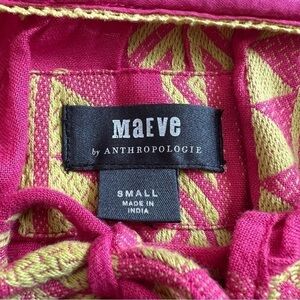 MaEVe
by ANTHROPOLOGIE
SMALL
MADE IN
INDIA